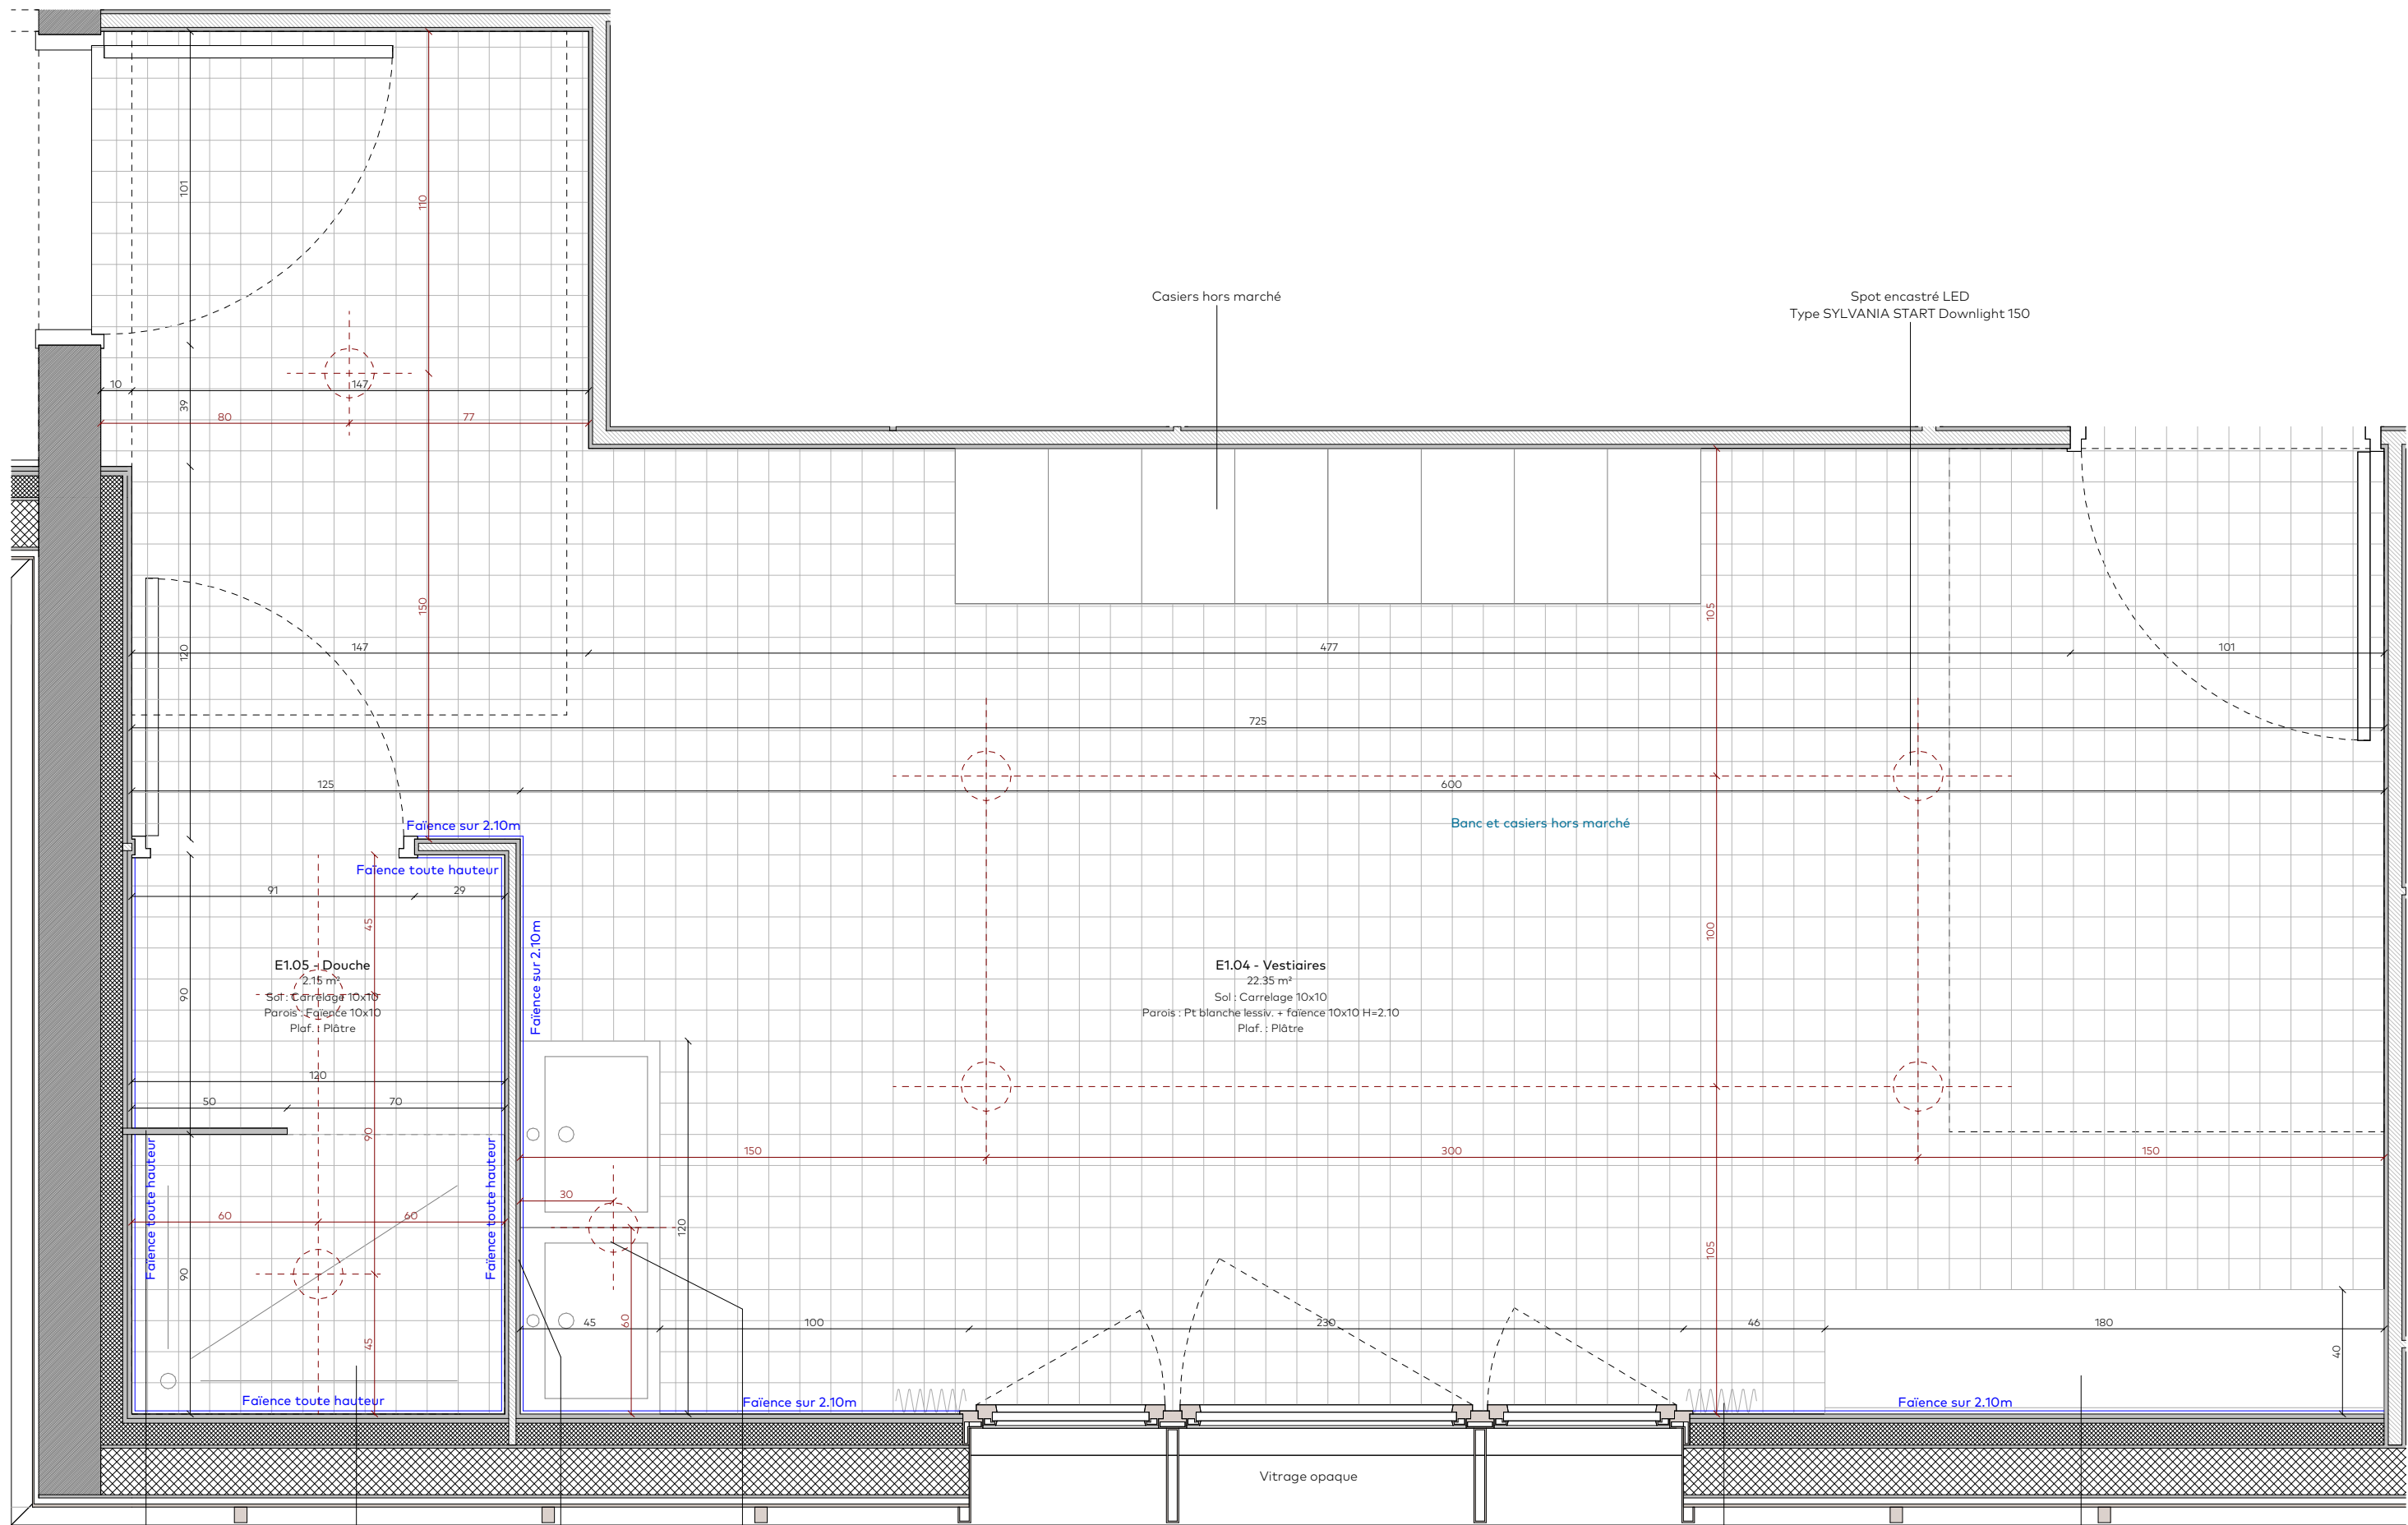 101
110
Casiers hors marché
Spot encastré LED
Type SYLVANIA START Downlight 150
10
147
39
80
77
150
105
120
147
477
101
725
125
600
Faïence sur 2.10m
Banc et casiers hors marché
Faïence toute hauteur
91
29
45
Faïence sur 2.10m
100
E1.05 - Douche
2.15 m²
Sol : Carrelage 10x10
Parois : Faïence 10x10
Plaf. : Plâtre
90
E1.04 - Vestiaires
22.35 m²
Sol : Carrelage 10x10
Parois : Pt blanche lessiv. + faïence 10x10 H=2.10
Plaf. : Plâtre
120
50
70
90
150
300
150
Faïence toute hauteur
Faïence toute hauteur
30
60
60
120
105
90
45
60
45
100
230
46
180
40
Faïence toute hauteur
Faïence sur 2.10m
Faïence sur 2.10m
Vitrage opaque